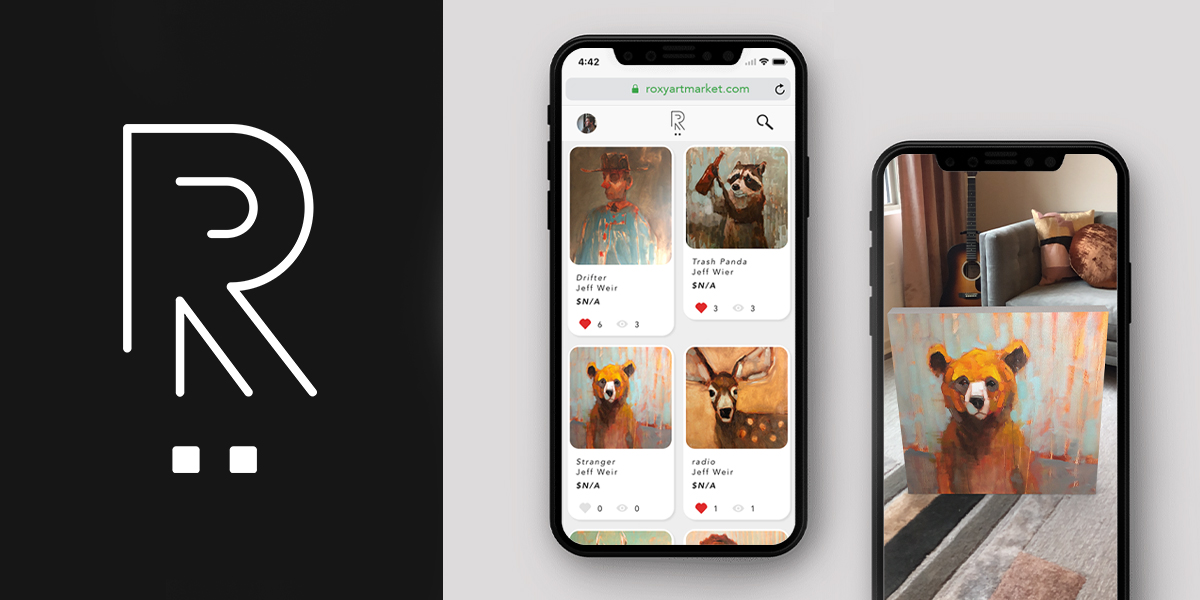 R
4:42
roxyartmarket.com
R
Drifter
Jeff Weir
$N/A
6 3
Trash Panda
Jeff Wier
$N/A
3 3
Stranger
Jeff Weir
$N/A
0 0
radio
Jeff Weir
$N/A
1 1